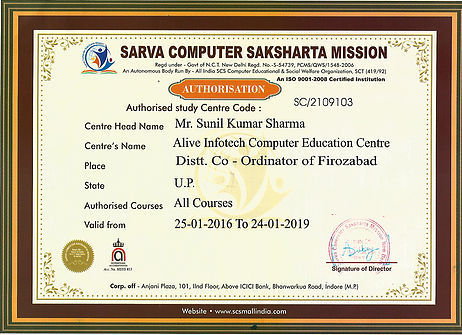 SARVA COMPUTER SAKSHARTA MISSION
Regd under - Govt of N.C.T. New Delhi Regd. No.-S-54739, PCMS/QWS/1548-2006
An Autonomous Body Run By - All India SCS Computer Educational & Social Welfare Organization, SCT (419/92)
An ISO 9001-2008 Certified Institution
AUTHORISATION
Authorised study Centre Code : SC/2109103
Centre Head Name Mr. Sunil Kumar Sharma
Centre's Name Alive Infotech Computer Education Centre
Place Distt. Co - Ordinator of Firozabad
State U.P.
Authorised Courses All Courses
Valid from 25-01-2016 To 24-01-2019
Signature of Director
Corp. off - Anjani Plaza, 101, IInd Floor, Above ICICI Bank, Bhanwarkua Road, Indore (M.P.)
Website • www.scsmallindia.com